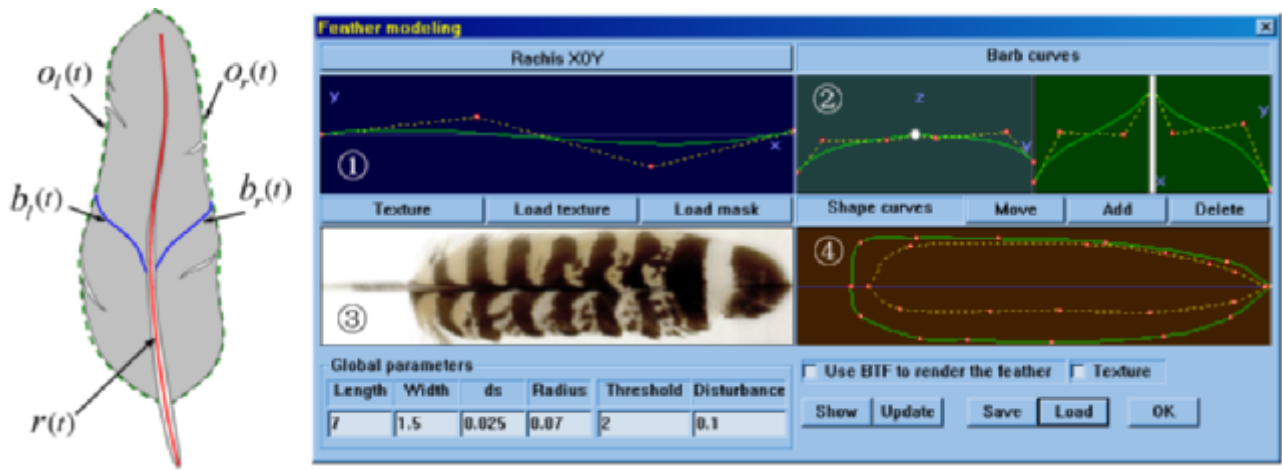 o_l(t)
o_r(t)
b_l(t)
b_r(t)
r(t)
Feather modeling
Rachis XOY
Barb curves
y
x
①
②
z
y
y
x
Texture
Load texture
Load mask
Shape curves
Move
Add
Delete
③
④
Global parameters
Length Width ds Radius Threshold Disturbance
7 1.5 0.025 0.07 2 0.1
Use BTF to render the feather Texture
Show Update Save Load OK